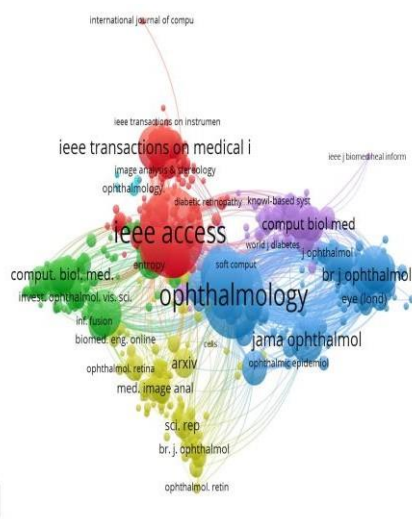 international journal of compu
ieee transactions on instrumen
ieee transactions on medical i
ieee j biomed heal inform
image analysis & stereology
ophthalmology.
diabetic retinopathy
knowl-based syst
ieee access
comput biol med
world j diabetes
j ophthalmol
entropy
soft comput
comput. biol. med.
br j ophthalmol
invest. ophthalmol. vis. sci.
ophthalmology
eye (lond)
inf. fusion
biomed. eng. online
cells
jama ophthalmol
ophthalmol. retina
arxiv
ophthalmic epidemiol
med. image anal
sci. rep
br. j. ophthalmol
ophthalmol. retin